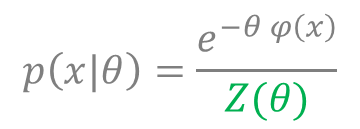 p(x|θ) = e^{−θ φ(x)} / Z(θ)